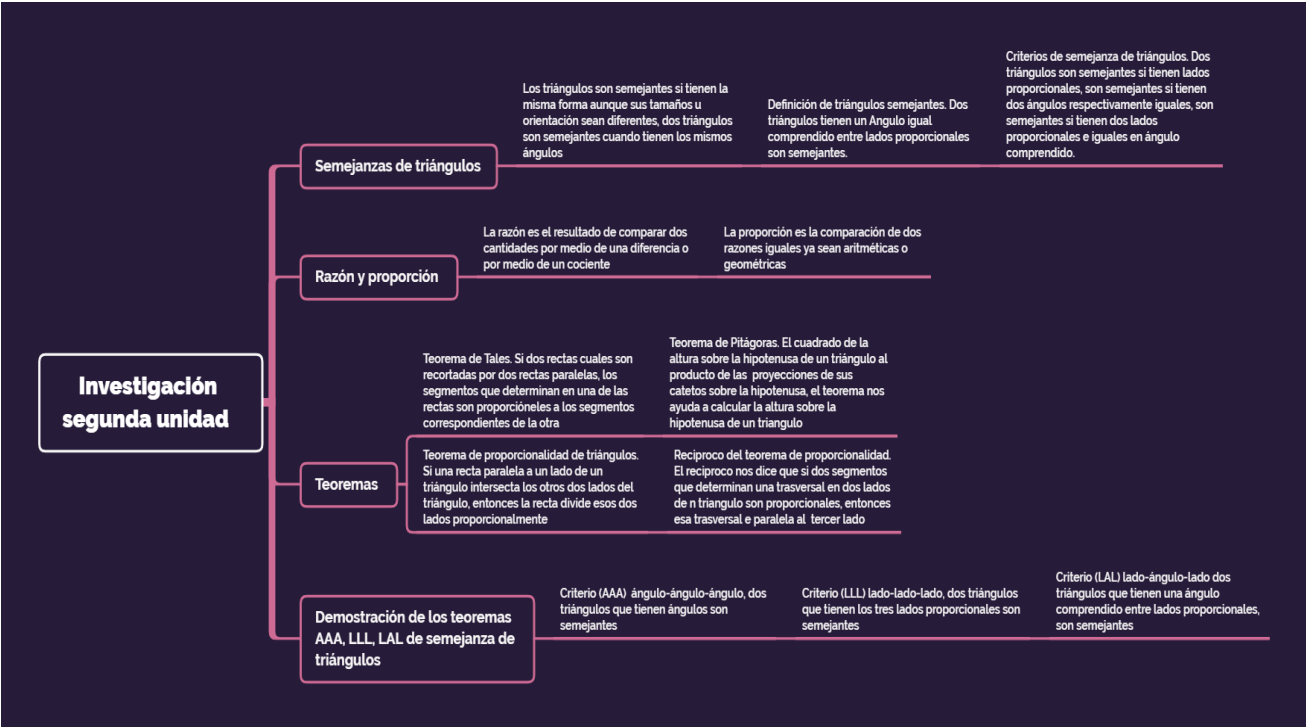 Investigación
segunda unidad
Semejanzas de triángulos
Los triángulos son semejantes si tienen la
misma forma aunque sus tamaños u
orientación sean diferentes, dos triángulos
son semejantes cuando tienen los mismos
ángulos
Definición de triángulos semejantes. Dos
triángulos tienen un Angulo igual
comprendido entre lados proporcionales
son semejantes.
Criterios de semejanza de triángulos. Dos
triángulos son semejantes si tienen lados
proporcionales, son semejantes si tienen
dos ángulos respectivamente iguales, son
semejantes si tienen dos lados
proporcionales e iguales en ángulo
comprendido.
Razón y proporción
La razón es el resultado de comparar dos
cantidades por medio de una diferencia o
por medio de un cociente
La proporción es la comparación de dos
razones iguales ya sean aritméticas o
geométricas
Teoremas
Teorema de Tales. Si dos rectas cuales son
recortadas por dos rectas paralelas, los
segmentos que determinan en una de las
rectas son proporcióneles a los segmentos
correspondientes de la otra
Teorema de Pitágoras. El cuadrado de la
altura sobre la hipotenusa de un triángulo al
producto de las proyecciones de sus
catetos sobre la hipotenusa, el teorema nos
ayuda a calcular la altura sobre la
hipotenusa de un triangulo
Teorema de proporcionalidad de triángulos.
Si una recta paralela a un lado de un
triángulo intersecta los otros dos lados del
triángulo, entonces la recta divide esos dos
lados proporcionalmente
Reciproco del teorema de proporcionalidad.
El reciproco nos dice que si dos segmentos
que determinan una trasversal en dos lados
de n triangulo son proporcionales, entonces
esa trasversal e paralela al tercer lado
Demostración de los teoremas
AAA, LLL, LAL de semejanza de
triángulos
Criterio (AAA) ángulo-ángulo-ángulo, dos
triángulos que tienen ángulos son
semejantes
Criterio (LLL) lado-lado-lado, dos triángulos
que tienen los tres lados proporcionales son
semejantes
Criterio (LAL) lado-ángulo-lado dos
triángulos que tienen una ángulo
comprendido entre lados proporcionales,
son semejantes